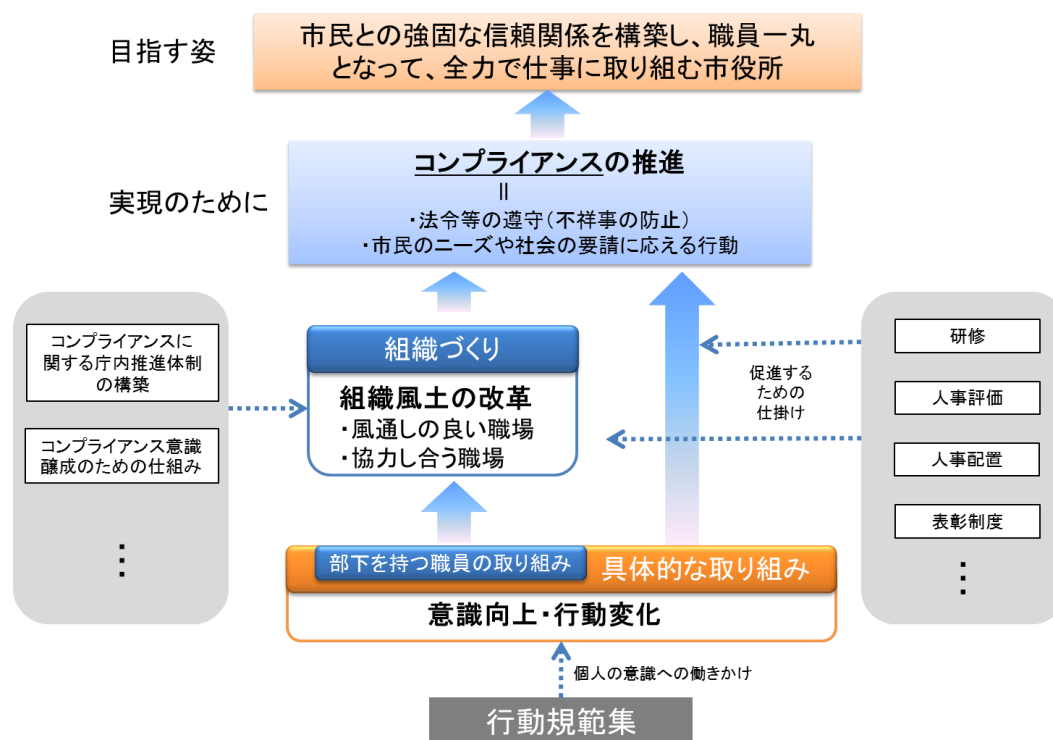 目指す姿
市民との強固な信頼関係を構築し、職員一丸
となって、全力で仕事に取り組む市役所
実現のために
コンプライアンスの推進
=
・法令等の遵守(不祥事の防止)
・市民のニーズや社会の要請に応える行動
コンプライアンスに
関する庁内推進体制
の構築
コンプライアンス意識
醸成のための仕組み
⋮
組織づくり
組織風土の改革
・風通しの良い職場
・協力し合う職場
促進する
ための
仕掛け
研修
人事評価
人事配置
表彰制度
⋮
部下を持つ職員の取り組み
具体的な取り組み
意識向上・行動変化
個人の意識への働きかけ
行動規範集